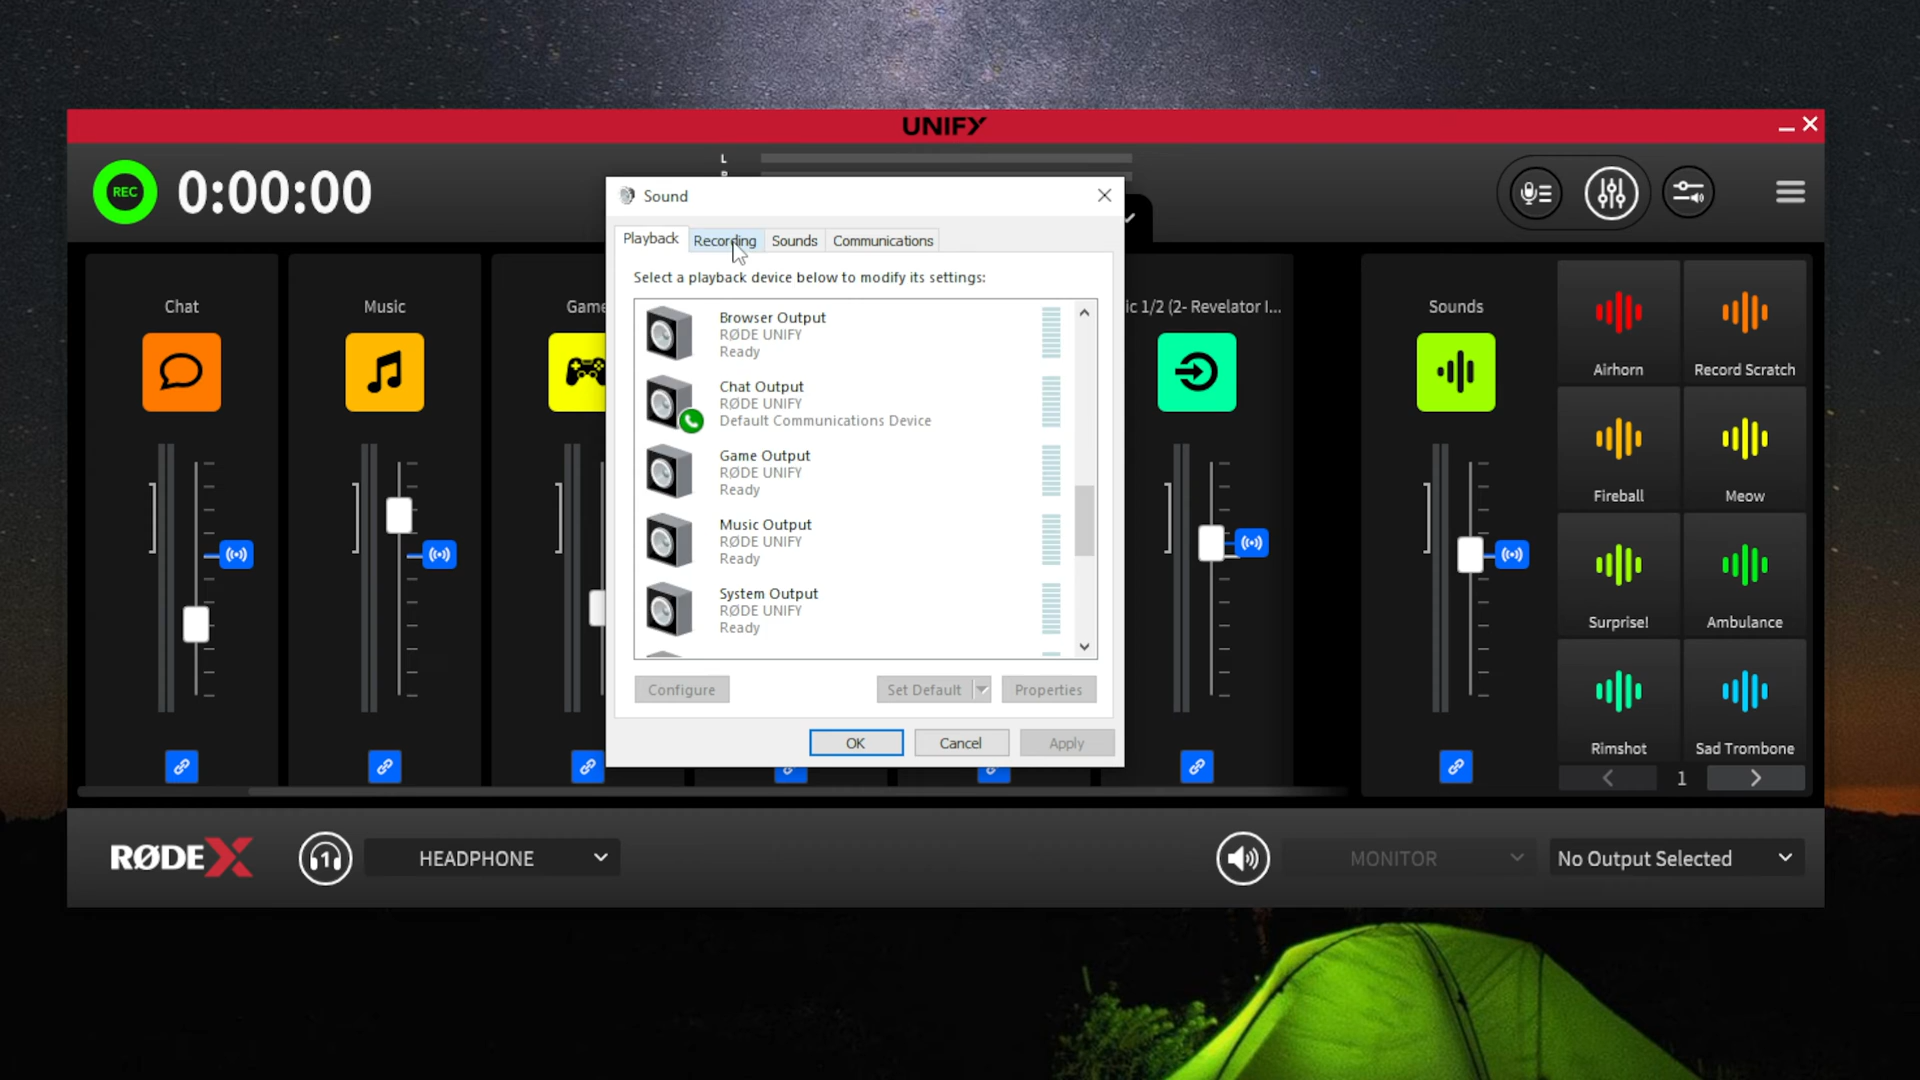 UNIFY
REC
0:00:00
L
Sound
Playback
Recording
Sounds
Communications
Select a playback device below to modify its settings:
Browser Output
RØDE UNIFY
Ready
Chat Output
RØDE UNIFY
Default Communications Device
Game Output
RØDE UNIFY
Ready
Music Output
RØDE UNIFY
Ready
System Output
RØDE UNIFY
Ready
Configure
Set Default
Properties
OK
Cancel
Apply
Chat
Music
Game
ic 1/2 (2- Revelator I...
Sounds
Airhorn
Record Scratch
Fireball
Meow
Surprise!
Ambulance
Rimshot
Sad Trombone
1
RØDE X
1
HEADPHONE
MONITOR
No Output Selected